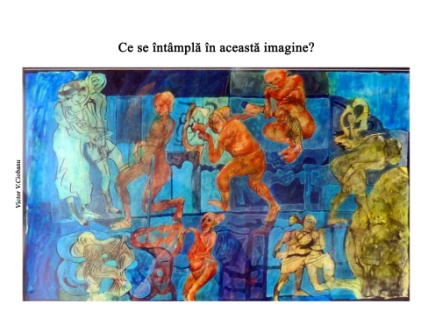 Ce se întâmplă în această imagine?
Victor V.Ciobanu